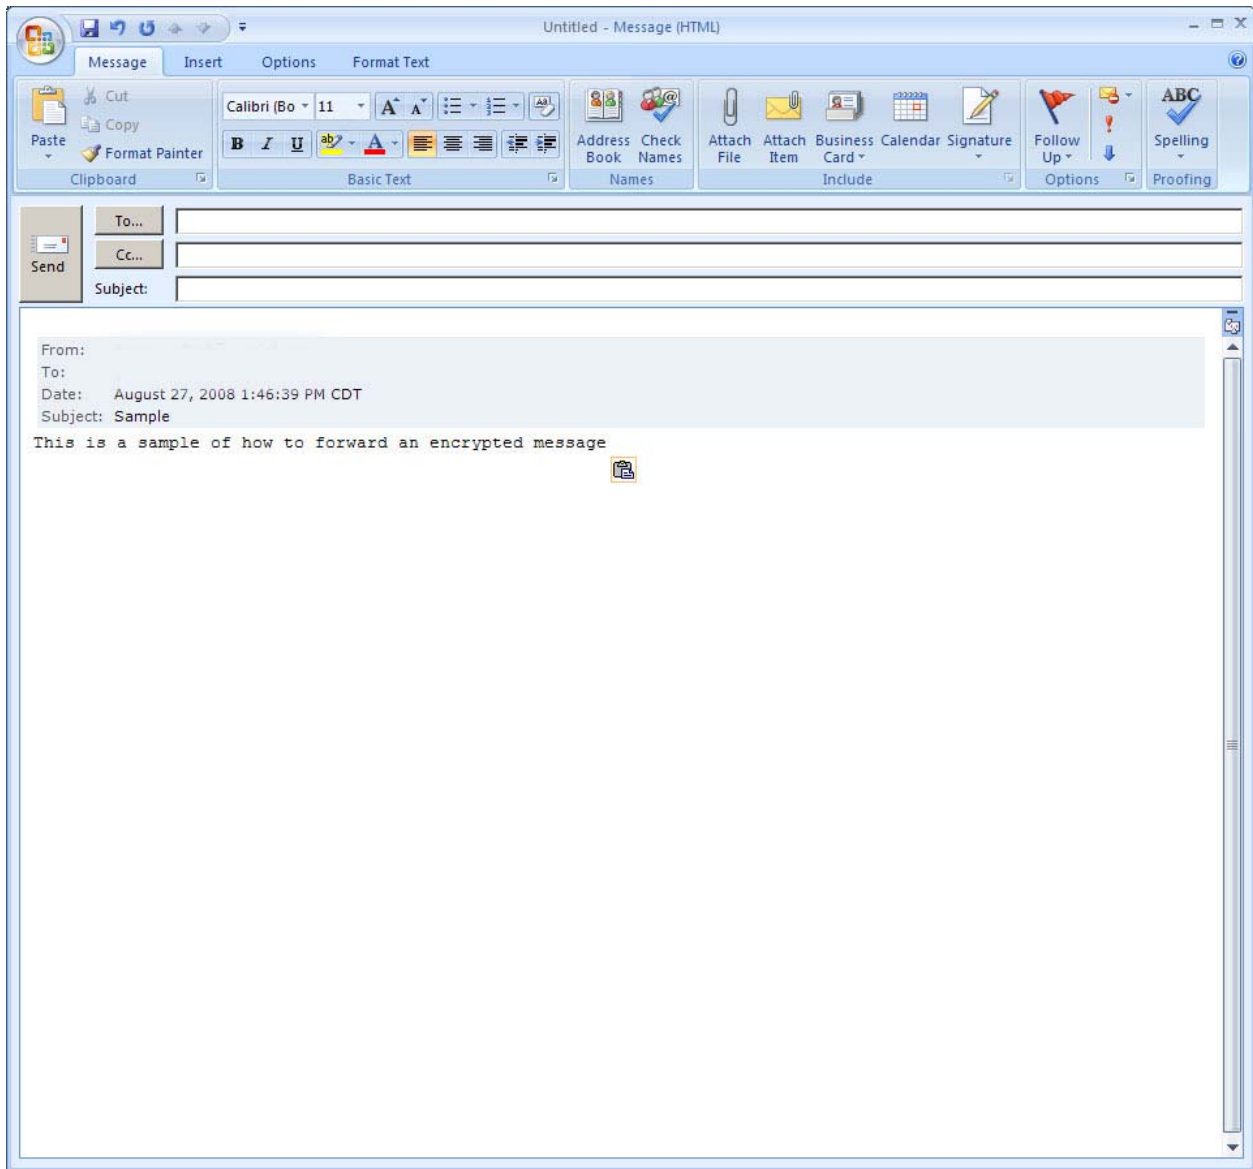 Untitled - Message (HTML)
Message Insert Options Format Text
Paste
Cut
Copy
Format Painter
Clipboard
Calibri (Bo 11
B I U
Basic Text
Address Book
Check Names
Names
Attach File
Attach Item
Business Card
Calendar
Signature
Include
Follow Up
Options
ABC
Spelling
Proofing
Send
To...
Cc...
Subject:
From:
To:
Date: August 27, 2008 1:46:39 PM CDT
Subject: Sample
This is a sample of how to forward an encrypted message